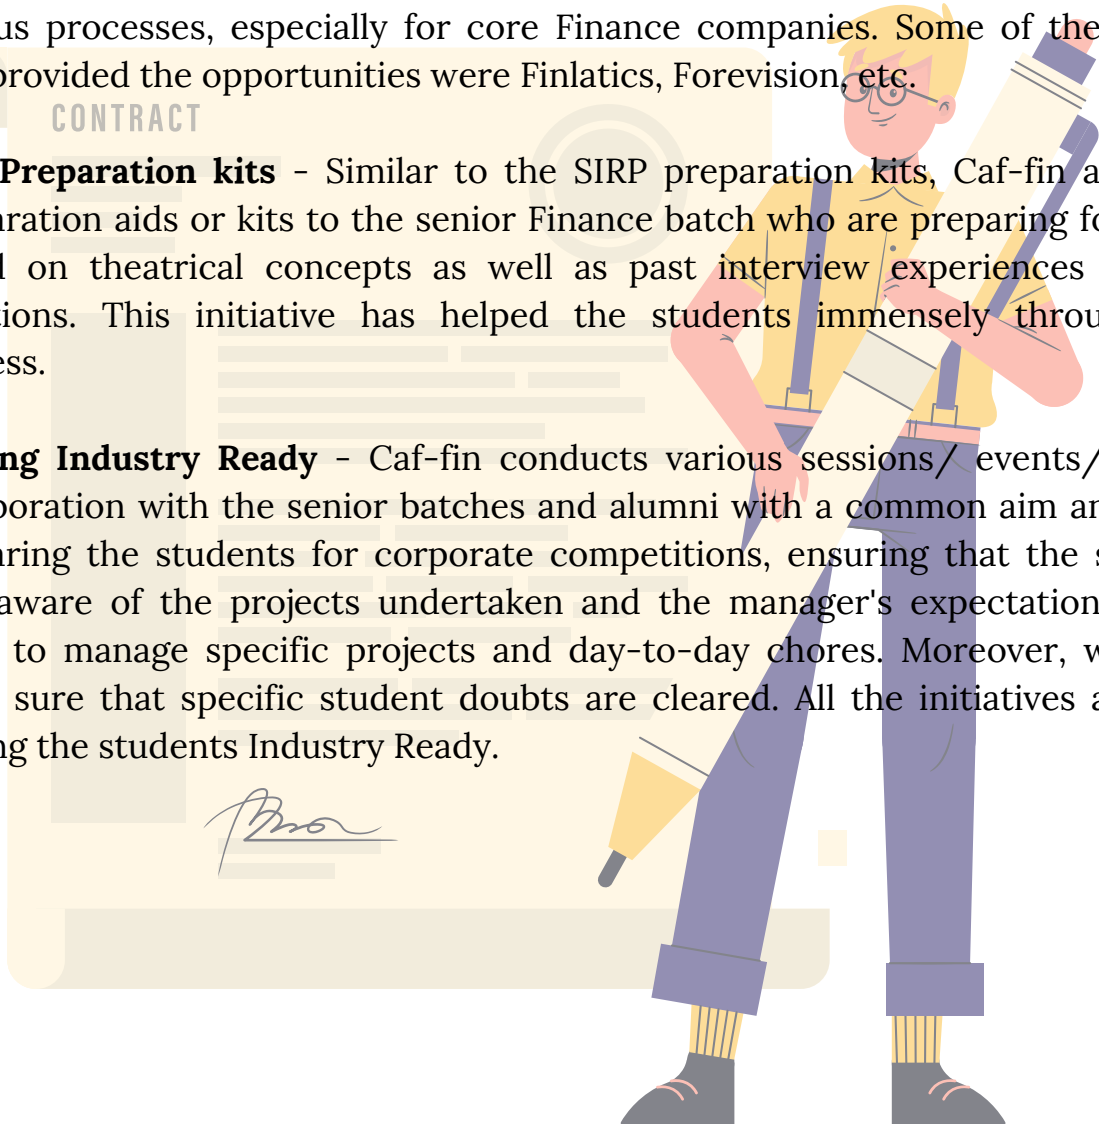 us processes, especially for core Finance companies. Some of the
provided the opportunities were Finlatics, Forevision, etc.
CONTRACT
Preparation kits - Similar to the SIRP preparation kits, Caf-fin a
aration aids or kits to the senior Finance batch who are preparing fo
on theatrical concepts as well as past interview experiences
tions. This initiative has helped the students immensely throu
ess.
ng Industry Ready - Caf-fin conducts various sessions/ events/
boration with the senior batches and alumni with a common aim an
aring the students for corporate competitions, ensuring that the s
aware of the projects undertaken and the manager's expectation
to manage specific projects and day-to-day chores. Moreover, w
sure that specific student doubts are cleared. All the initiatives a
ng the students Industry Ready.